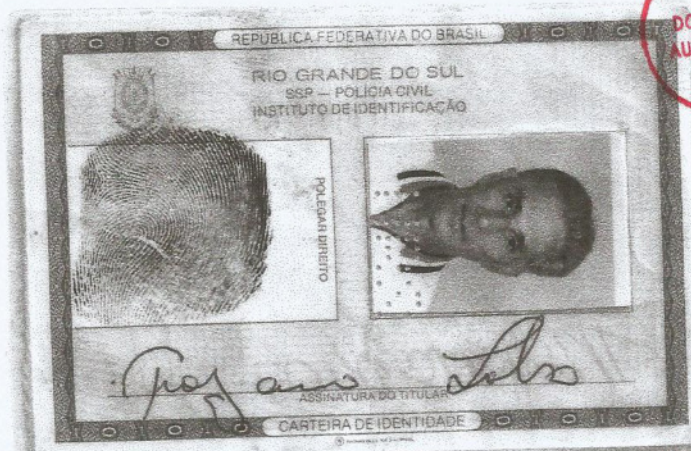 REPÚBLICA FEDERATIVA DO BRASIL
RIO GRANDE DO SUL
SSP — POLÍCIA CIVIL
INSTITUTO DE IDENTIFICAÇÃO
POLEGAR DIREITO
ASSINATURA DO TITULAR
CARTEIRA DE IDENTIDADE